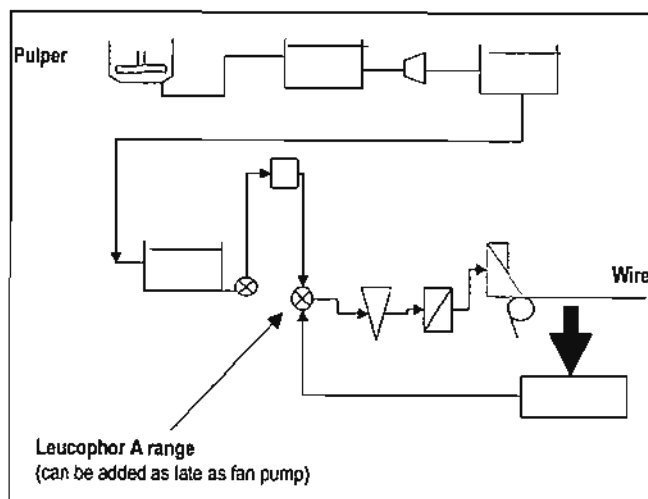 Pulper
Wire
Leucophor A range
(can be added as late as fan pump)